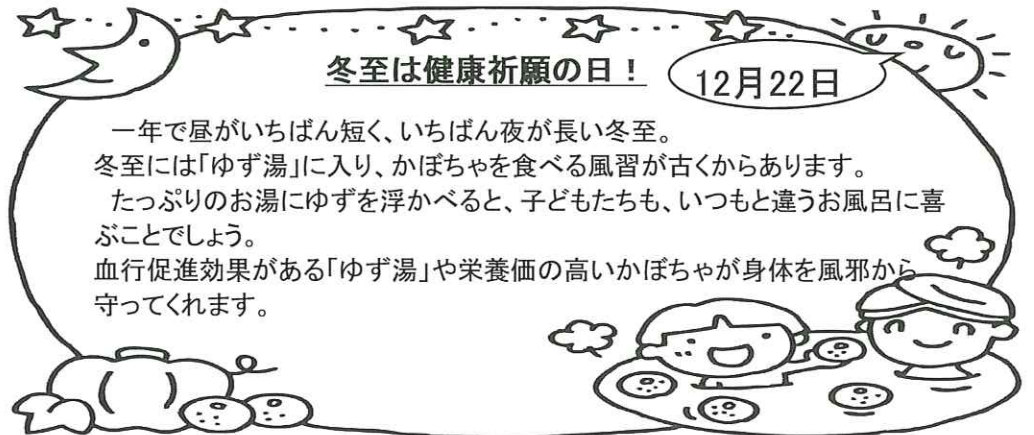 冬至は健康祈願の日！
12月22日
一年で昼がいちばん短く、いちばん夜が長い冬至。
冬至には「ゆず湯」に入り、かぼちゃを食べる風習が古くからあります。
たっぷりのお湯にゆずを浮かべると、子どもたちも、いつもと違うお風呂に喜
ぶことでしょう。
血行促進効果がある「ゆず湯」や栄養価の高いかぼちゃが身体を風邪から
守ってくれます。